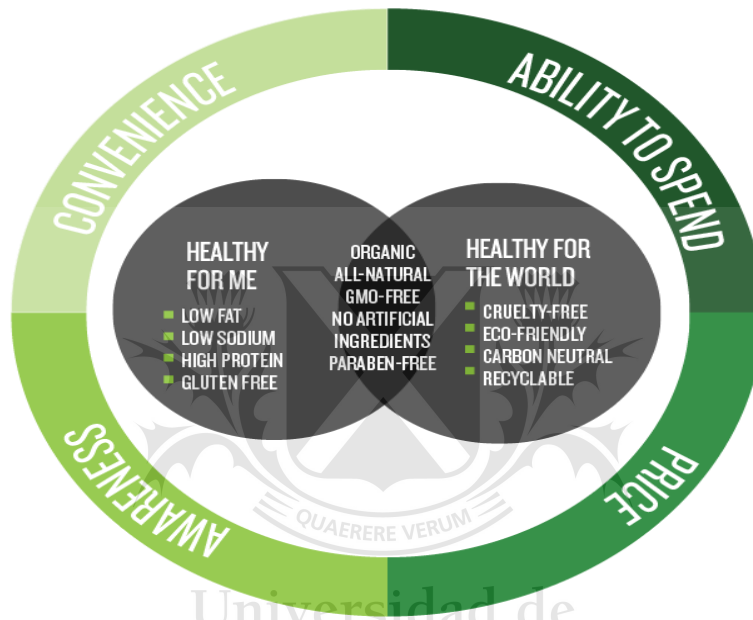 CONVENIENCE
ABILITY TO SPEND
HEALTHY
FOR ME
LOW FAT
LOW SODIUM
HIGH PROTEIN
GLUTEN FREE
ORGANIC
ALL-NATURAL
GMO-FREE
NO ARTIFICIAL
INGREDIENTS
PARABEN-FREE
HEALTHY FOR
THE WORLD
CRUELTY-FREE
ECO-FRIENDLY
CARBON NEUTRAL
RECYCLABLE
AWARENESS
PRICE
QUAERERE VERUM
Universidad de